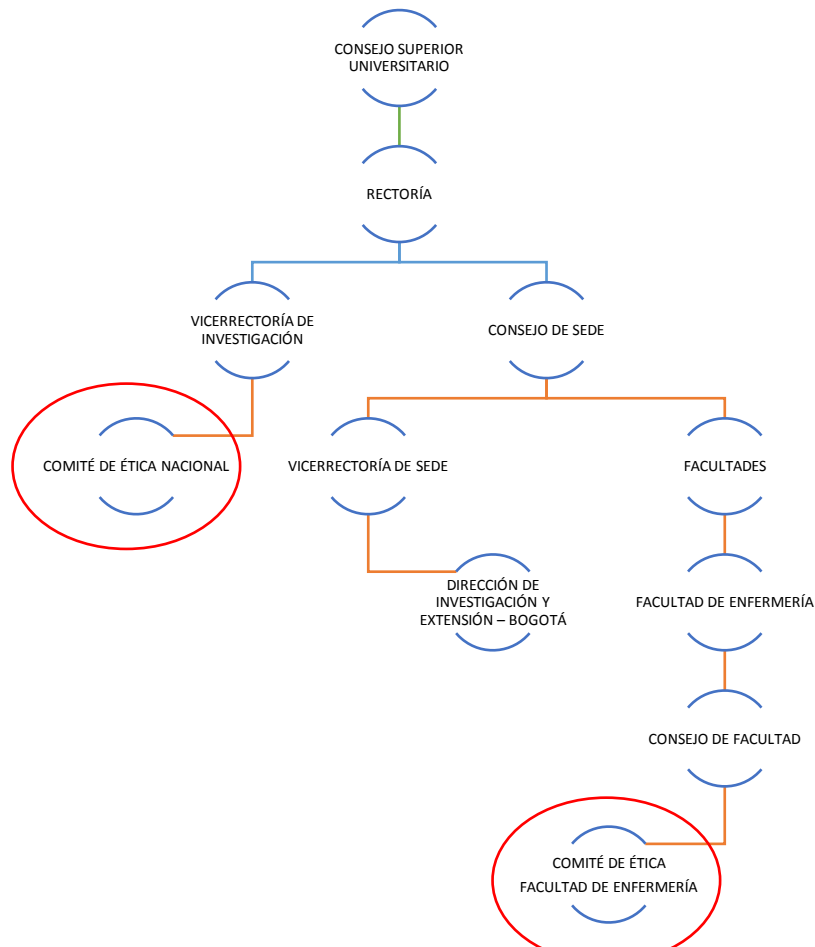 CONSEJO SUPERIOR
UNIVERSITARIO
RECTORÍA
VICERRECTORÍA DE
INVESTIGACIÓN
CONSEJO DE SEDE
COMITÉ DE ÉTICA NACIONAL
VICERRECTORÍA DE SEDE
FACULTADES
DIRECCIÓN DE
INVESTIGACIÓN Y
EXTENSIÓN – BOGOTÁ
FACULTAD DE ENFERMERÍA
CONSEJO DE FACULTAD
COMITÉ DE ÉTICA
FACULTAD DE ENFERMERÍA